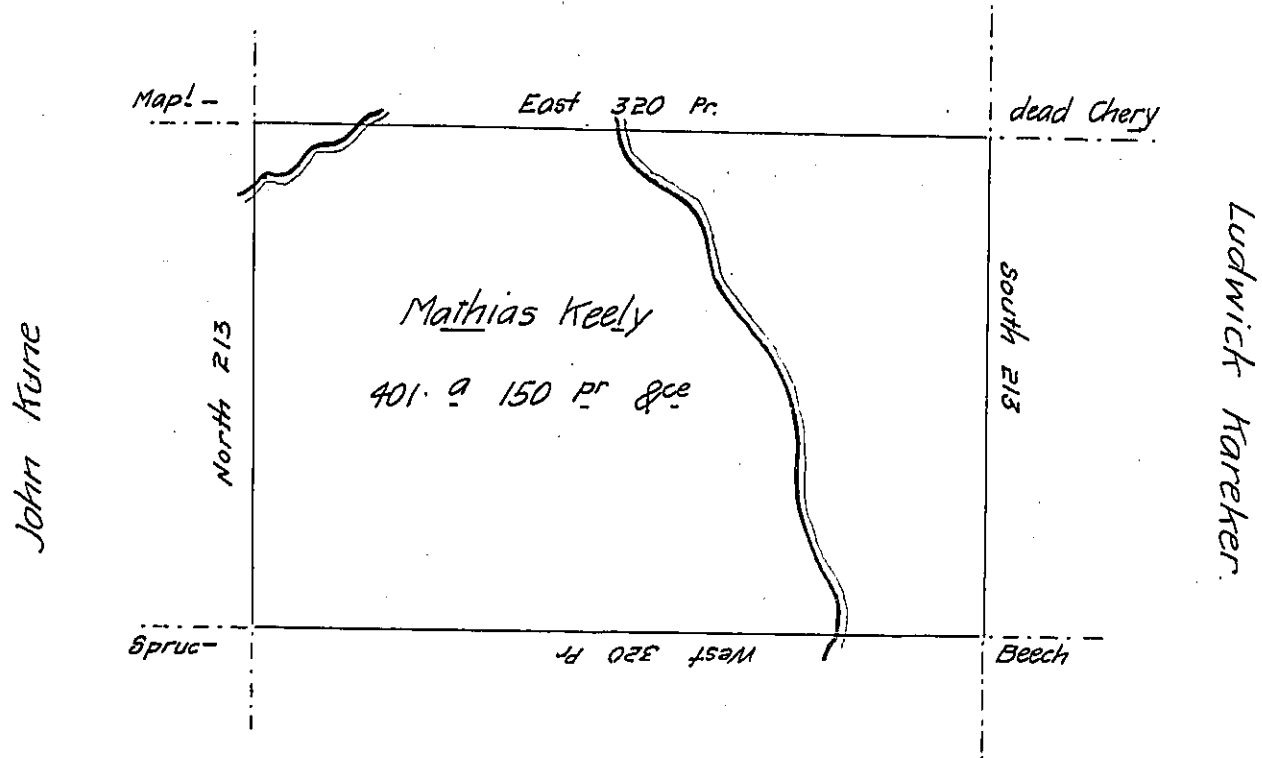 Mapl-
East 320 Pr.
dead Chery
John Kune
North 213
Mathias Keely
401. a 150 pr &ce
South 213
Ludwick Kareker.
Spruc-
West 320 Pr
Beech